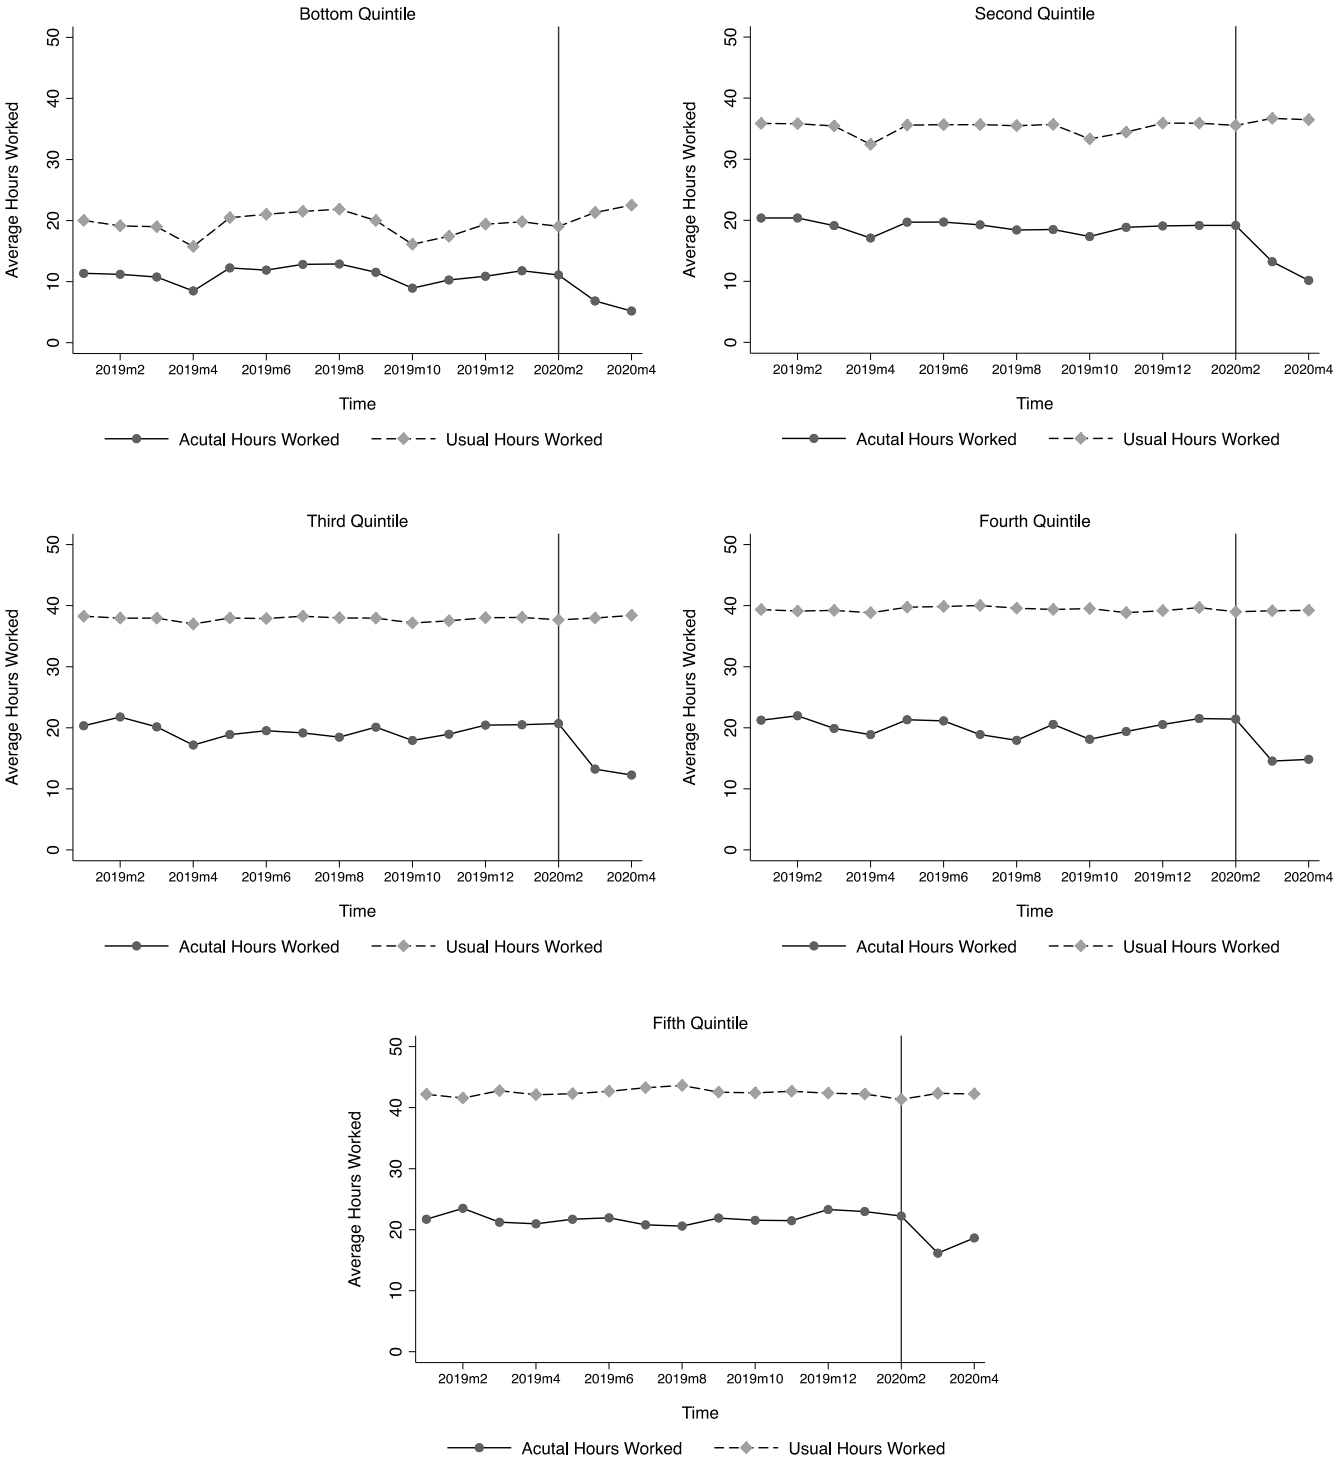 Bottom Quintile
Average Hours Worked
50
40
30
20
10
0
2019m2 2019m4 2019m6 2019m8 2019m10 2019m12 2020m2 2020m4
Time
Acutal Hours Worked Usual Hours Worked
Second Quintile
Average Hours Worked
50
40
30
20
10
0
2019m2 2019m4 2019m6 2019m8 2019m10 2019m12 2020m2 2020m4
Time
Acutal Hours Worked Usual Hours Worked
Third Quintile
Average Hours Worked
50
40
30
20
10
0
2019m2 2019m4 2019m6 2019m8 2019m10 2019m12 2020m2 2020m4
Time
Acutal Hours Worked Usual Hours Worked
Fourth Quintile
Average Hours Worked
50
40
30
20
10
0
2019m2 2019m4 2019m6 2019m8 2019m10 2019m12 2020m2 2020m4
Time
Acutal Hours Worked Usual Hours Worked
Fifth Quintile
Average Hours Worked
50
40
30
20
10
0
2019m2 2019m4 2019m6 2019m8 2019m10 2019m12 2020m2 2020m4
Time
Acutal Hours Worked Usual Hours Worked